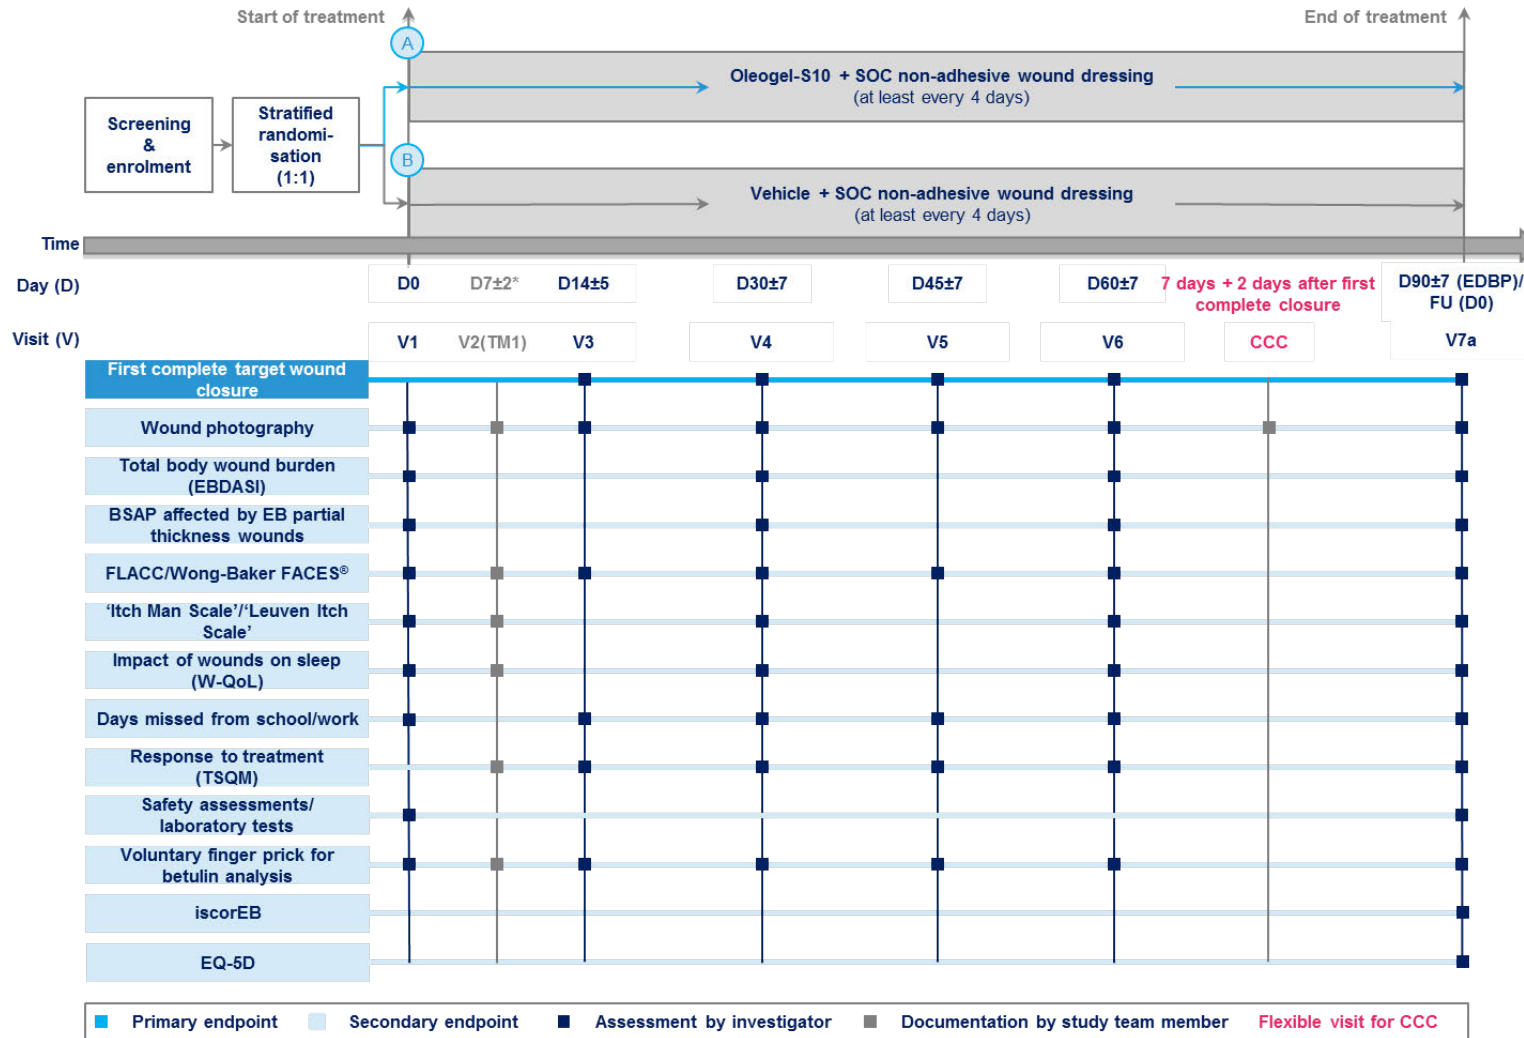 Start of treatment
End of treatment
A
Oleogel-S10 + SOC non-adhesive wound dressing
(at least every 4 days)
Screening
&
enrolment
Stratified
randomi-
sation
(1:1)
B
Vehicle + SOC non-adhesive wound dressing
(at least every 4 days)
Time
Day (D)
D0
D7±2*
D14±5
D30±7
D45±7
D60±7
7 days + 2 days after first
complete closure
D90±7 (EDBP)/
FU (D0)
Visit (V)
V1
V2(TM1)
V3
V4
V5
V6
CCC
V7a
First complete target wound
closure
Wound photography
Total body wound burden
(EBDASI)
BSAP affected by EB partial
thickness wounds
FLACC/Wong-Baker FACES®
‘Itch Man Scale’/‘Leuven Itch
Scale’
Impact of wounds on sleep
(W-QoL)
Days missed from school/work
Response to treatment
(TSQM)
Safety assessments/
laboratory tests
Voluntary finger prick for
betulin analysis
iscorEB
EQ-5D
Primary endpoint
Secondary endpoint
Assessment by investigator
Documentation by study team member
Flexible visit for CCC